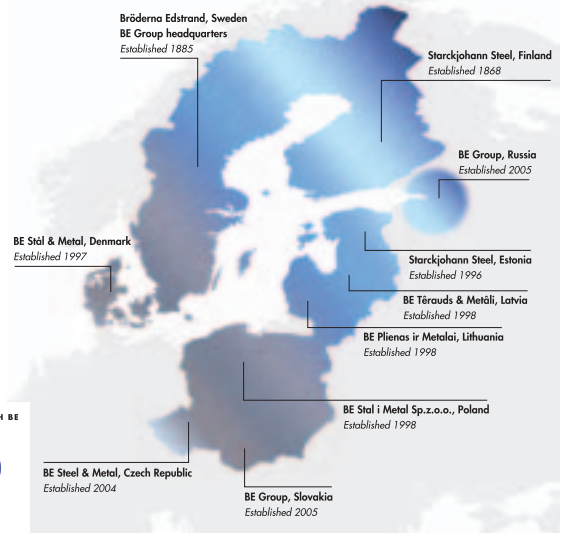 Bröderna Edstrand, Sweden
BE Group headquarters
Established 1885
Starckjohann Steel, Finland
Established 1868
BE Group, Russia
Established 2005
BE Stål & Metal, Denmark
Established 1997
Starckjohann Steel, Estonia
Established 1996
BE Têrauds & Metâli, Latvia
Established 1998
BE Plienas ir Metalai, Lithuania
Established 1998
BE Stal i Metal Sp.z.o.o., Poland
Established 1998
H BE
BE Steel & Metal, Czech Republic
Established 2004
BE Group, Slovakia
Established 2005